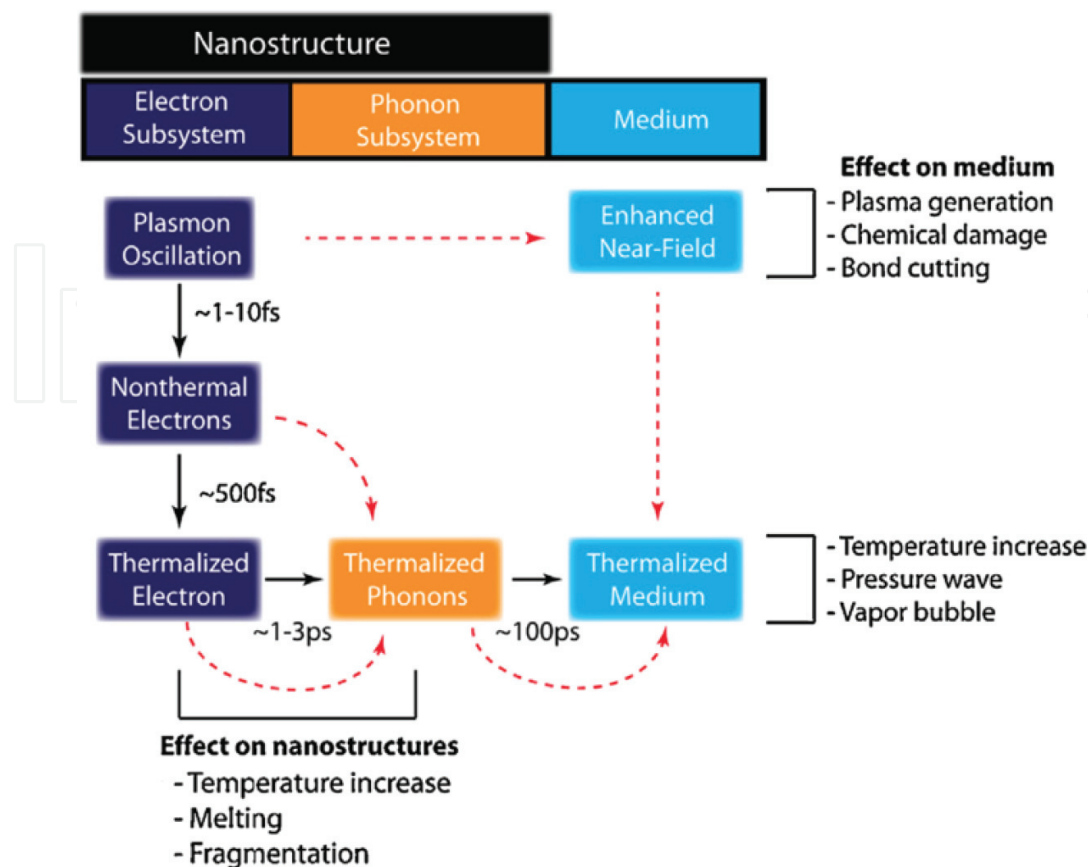 Nanostructure
Electron
Subsystem
Phonon
Subsystem
Medium
Effect on medium
- Plasma generation
- Chemical damage
- Bond cutting
Plasmon
Oscillation
Enhanced
Near-Field
~1-10fs
Nonthermal
Electrons
~500fs
Thermalized
Electron
Thermalized
Phonons
Thermalized
Medium
- Temperature increase
- Pressure wave
- Vapor bubble
~1-3ps
~100ps
Effect on nanostructures
- Temperature increase
- Melting
- Fragmentation